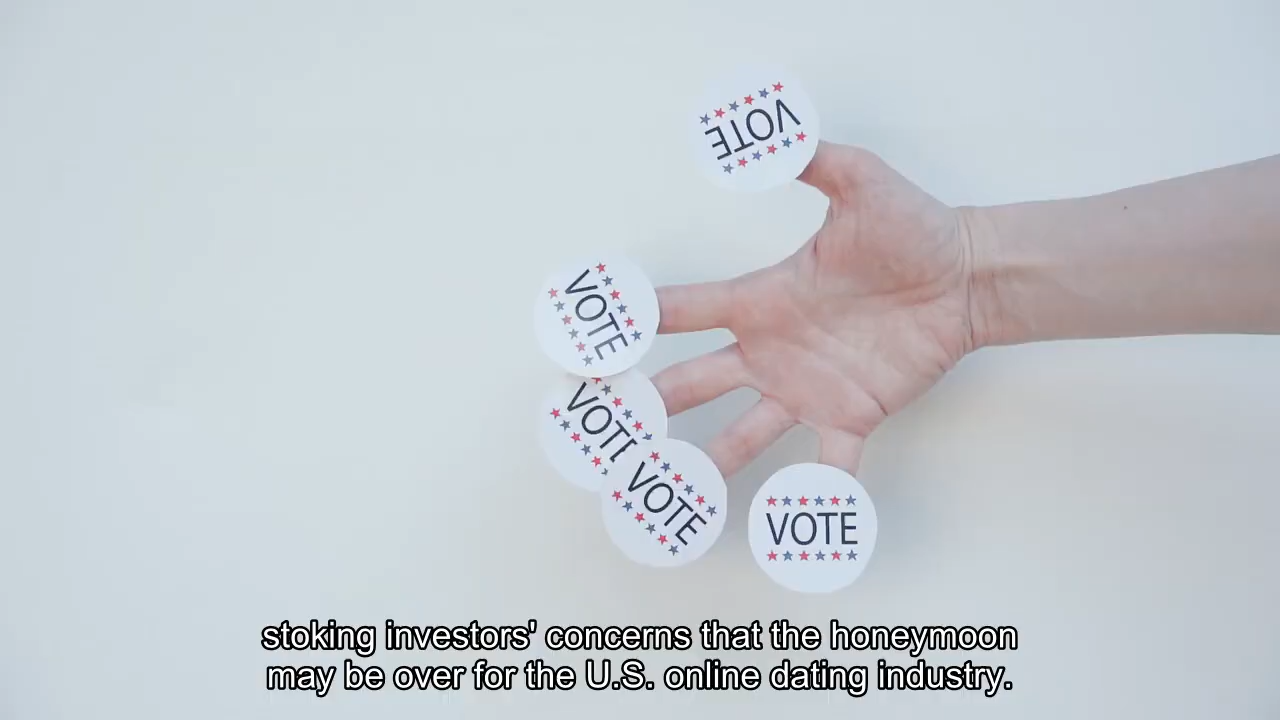 VOTE
VOTE
VOTE
VOTE
VOTE
stoking investors' concerns that the honeymoon
may be over for the U.S. online dating industry.